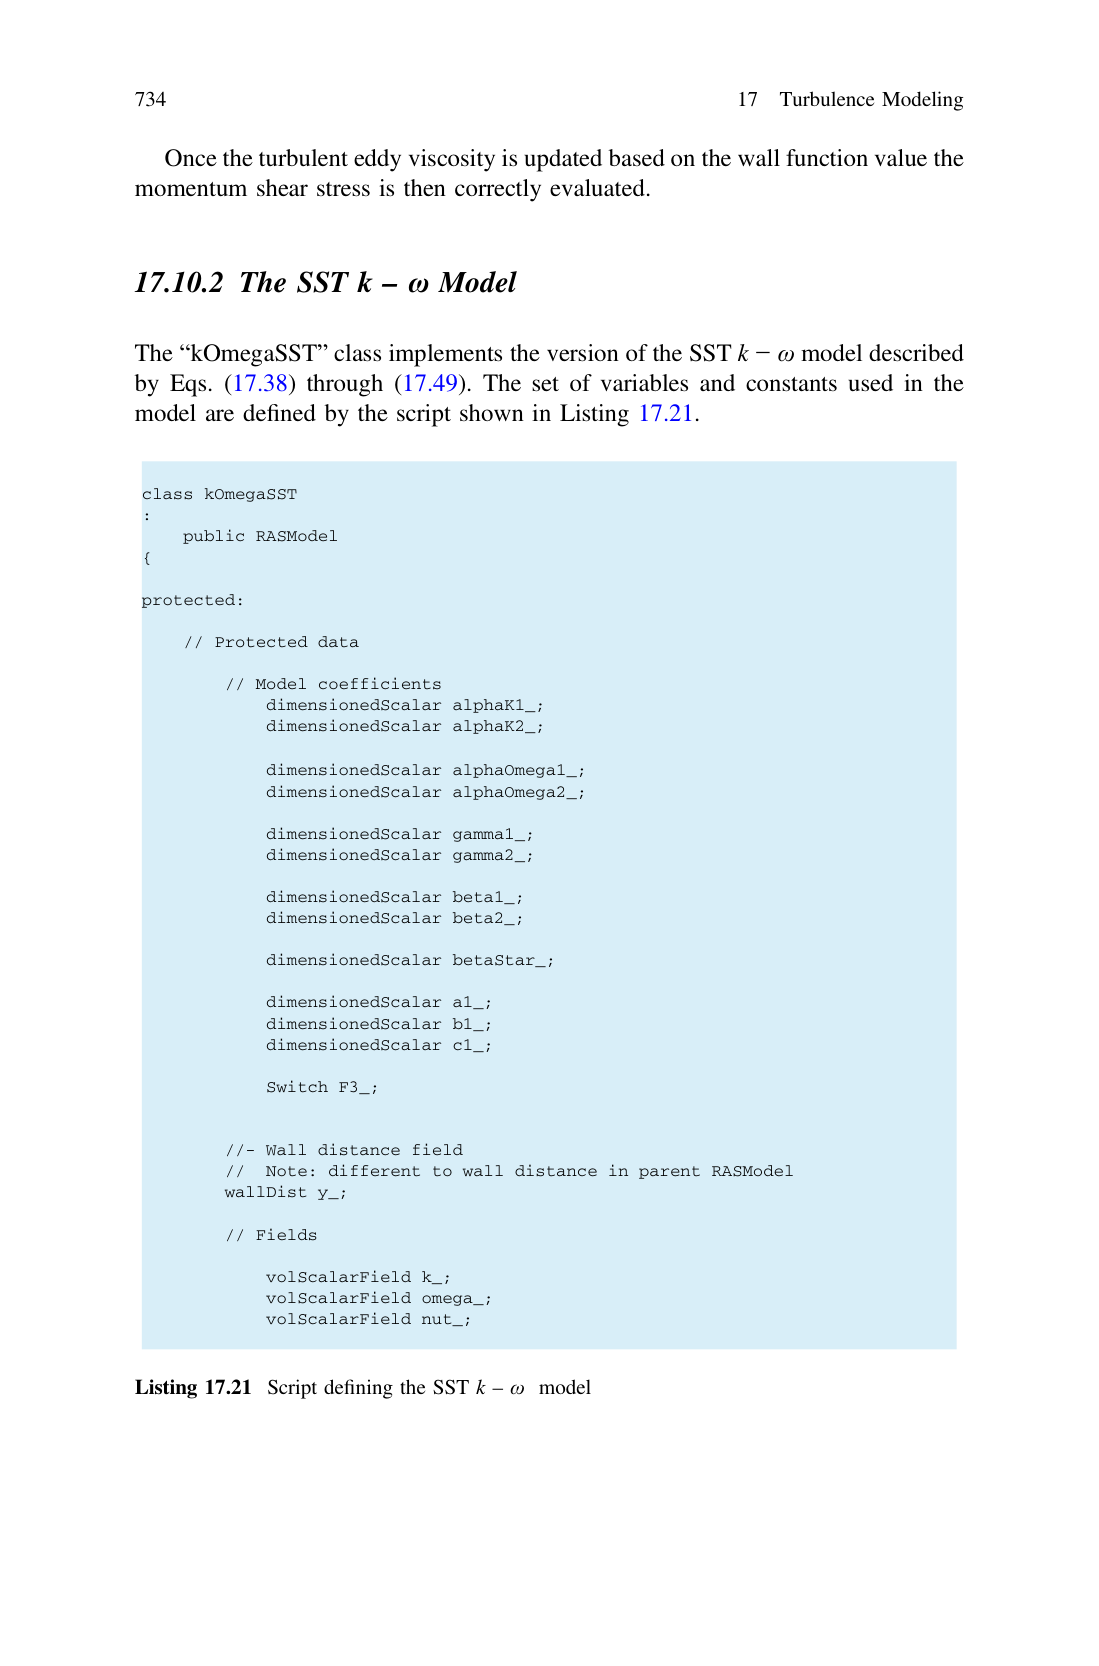 734
17 Turbulence Modeling
Once the turbulent eddy viscosity is updated based on the wall function value the
momentum shear stress is then correctly evaluated.
17.10.2 The SST k – ω Model
The “kOmegaSST” class implements the version of the SST k − ω model described
by Eqs. (17.38) through (17.49). The set of variables and constants used in the
model are defined by the script shown in Listing 17.21.
class kOmegaSST
:
    public RASModel
{
protected:
    // Protected data
        // Model coefficients
            dimensionedScalar alphaK1_;
            dimensionedScalar alphaK2_;
            dimensionedScalar alphaOmega1_;
            dimensionedScalar alphaOmega2_;
            dimensionedScalar gamma1_;
            dimensionedScalar gamma2_;
            dimensionedScalar beta1_;
            dimensionedScalar beta2_;
            dimensionedScalar betaStar_;
            dimensionedScalar a1_;
            dimensionedScalar b1_;
            dimensionedScalar c1_;
            Switch F3_;
        //- Wall distance field
        //  Note: different to wall distance in parent RASModel
        wallDist y_;
        // Fields
            volScalarField k_;
            volScalarField omega_;
            volScalarField nut_;
Listing 17.21 Script defining the SST k – ω model